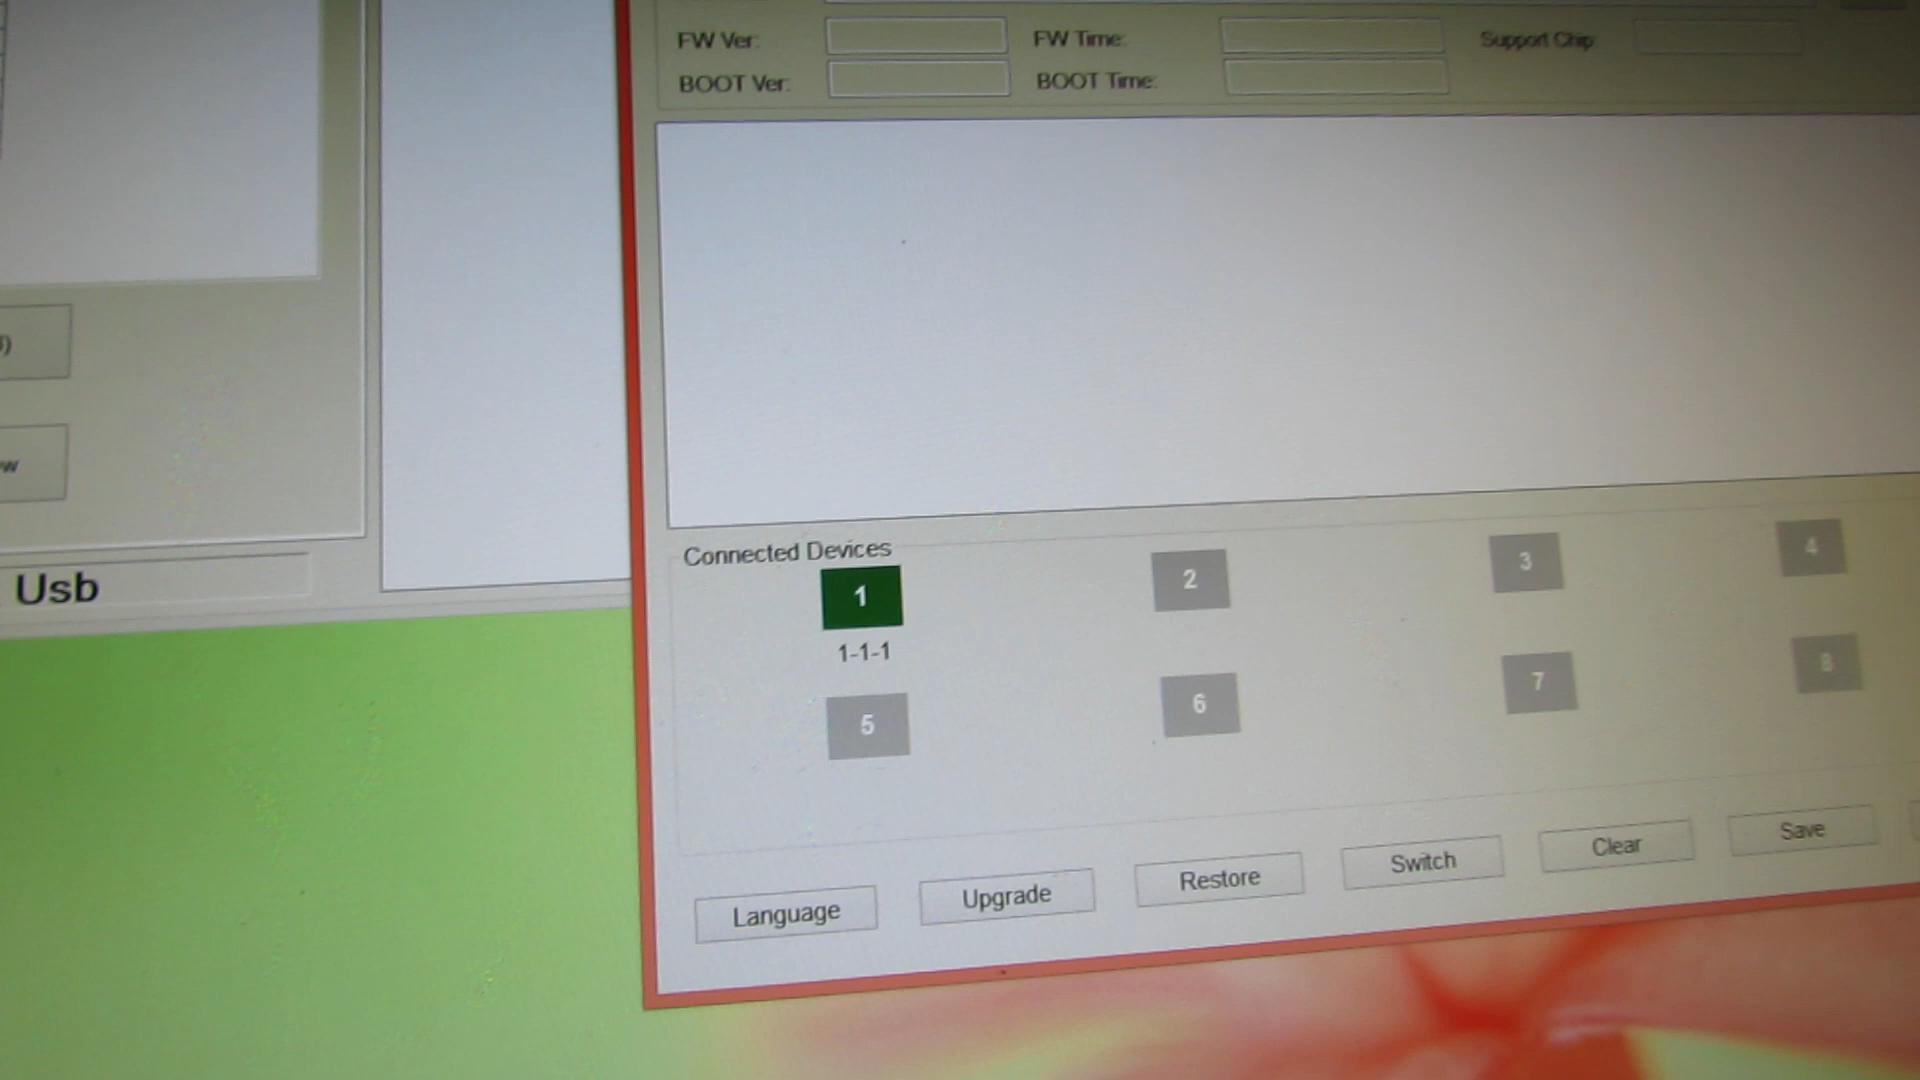 FW Ver:
FW Time:
Support Chip
BOOT Ver:
BOOT Time:
Usb
Connected Devices
1
2
3
4
1-1-1
5
6
7
8
Language
Upgrade
Restore
Switch
Clear
Save